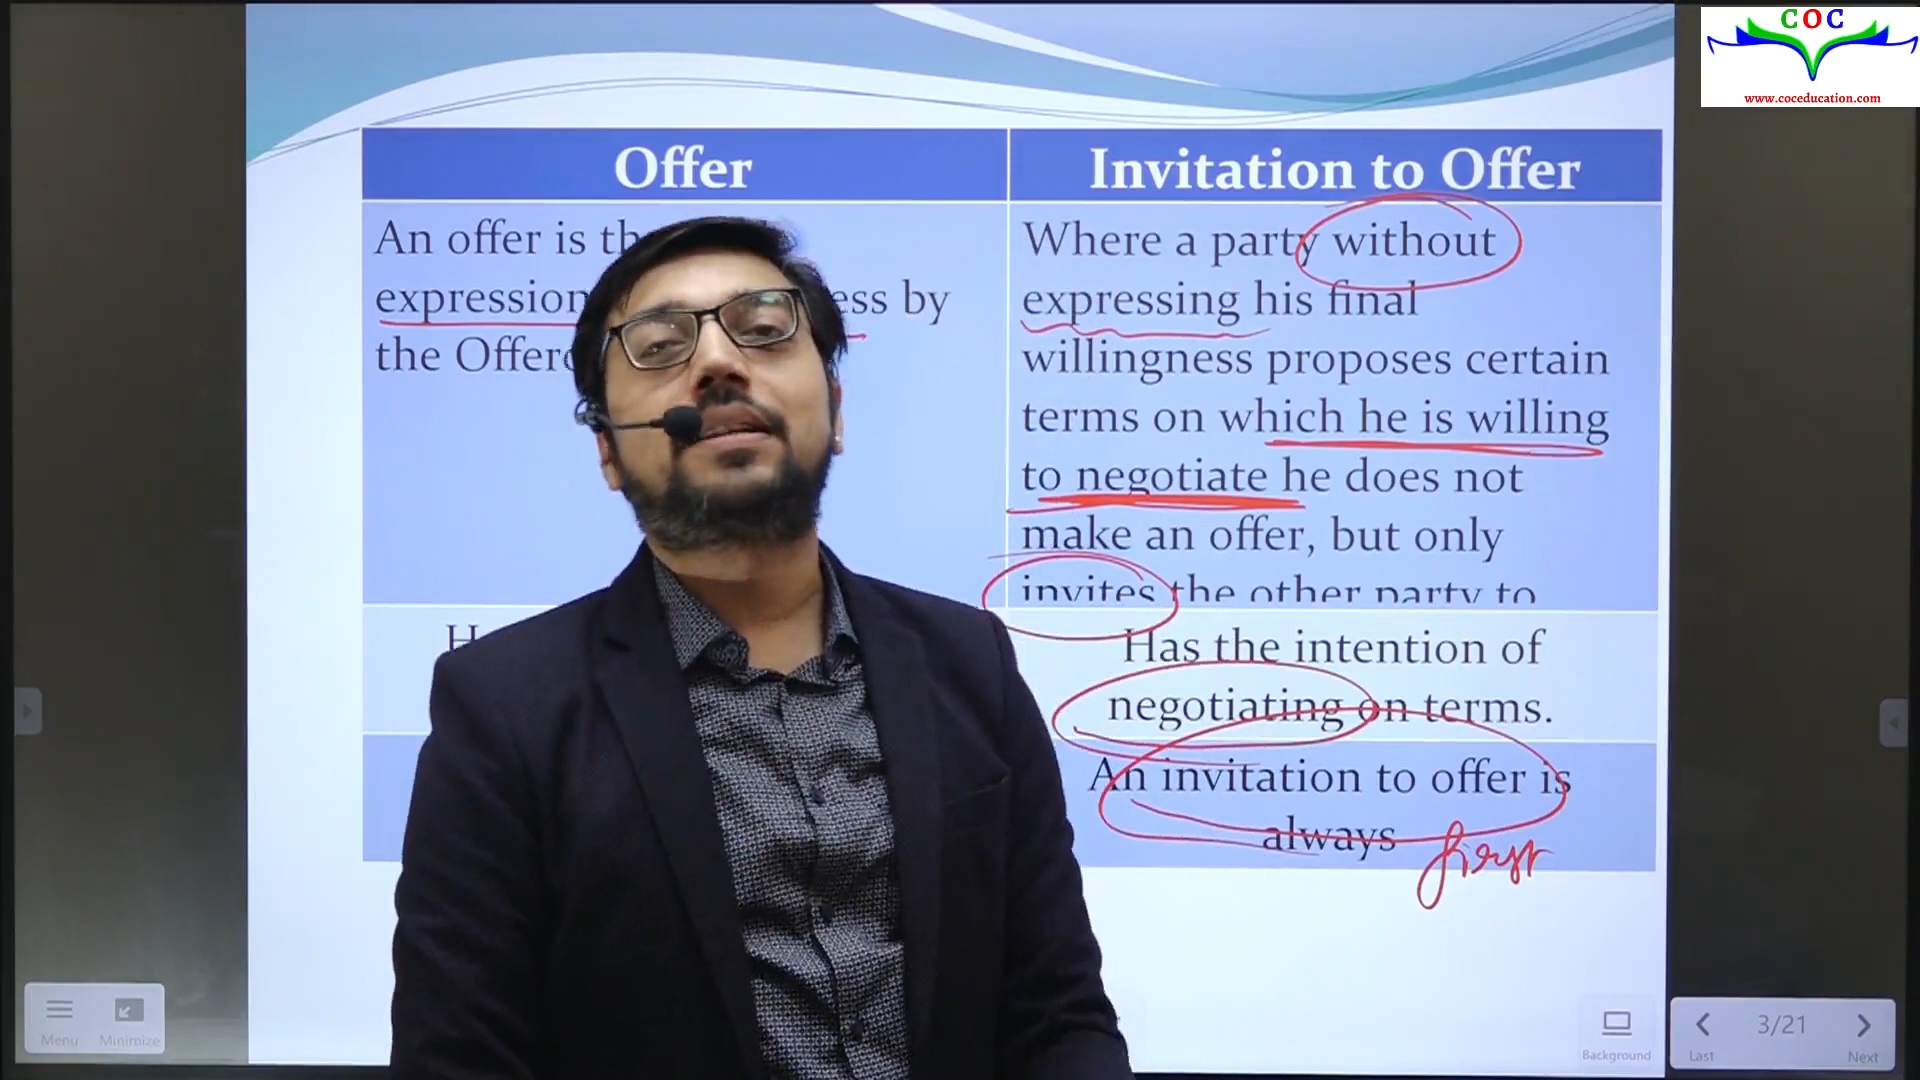 COC
www.coceducation.com
Offer
Invitation to Offer
An offer is
expression ess by
the
Where a party without
expressing his final
willingness proposes certain
terms on which he is willing
to negotiate he does not
make an offer, but only
invites the other party to
Has the intention of
negotiating on terms.
An invitation to offer is
always first
Menu
Minimize
Background
3/21
Last
Next